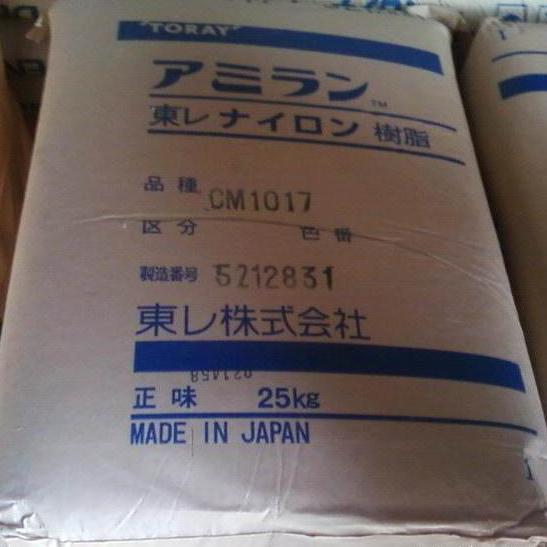 'TORAY'
アミラン™
東レ ナイロン 樹脂
品種 CM1017
区分 色番
製造番号 5212831
東レ株式会社
021458
正味 25kg
MADE IN JAPAN